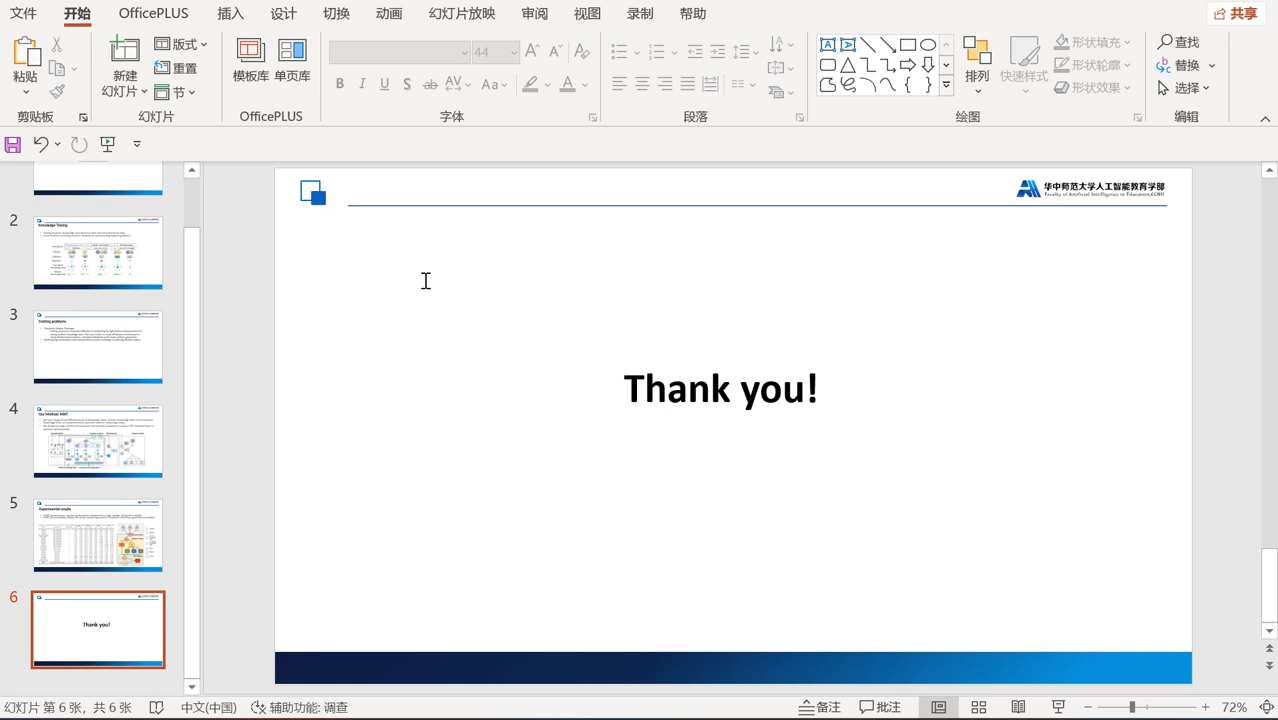 文件 开始 OfficePLUS 插入 设计 切换 动画 幻灯片放映 审阅 视图 录制 帮助 共享
粘贴 新建 幻灯片 版式 重置 节 模板库 单页库 44 排列 快速样式 形状填充 形状轮廓 形状效果 查找 替换 选择
剪贴板 幻灯片 OfficePLUS 字体 段落 绘图 编辑
华中师范大学人工智能教育学部
Faculty of Artificial Intelligence in Education,CCNU
2
Knowledge Tracing
3
Existing problems
4
Our Method: MIKT
5
Experimental results
6
Thank you!
Thank you!
幻灯片 第 6 张，共 6 张 中文(中国) 辅助功能: 调查 备注 批注 72%